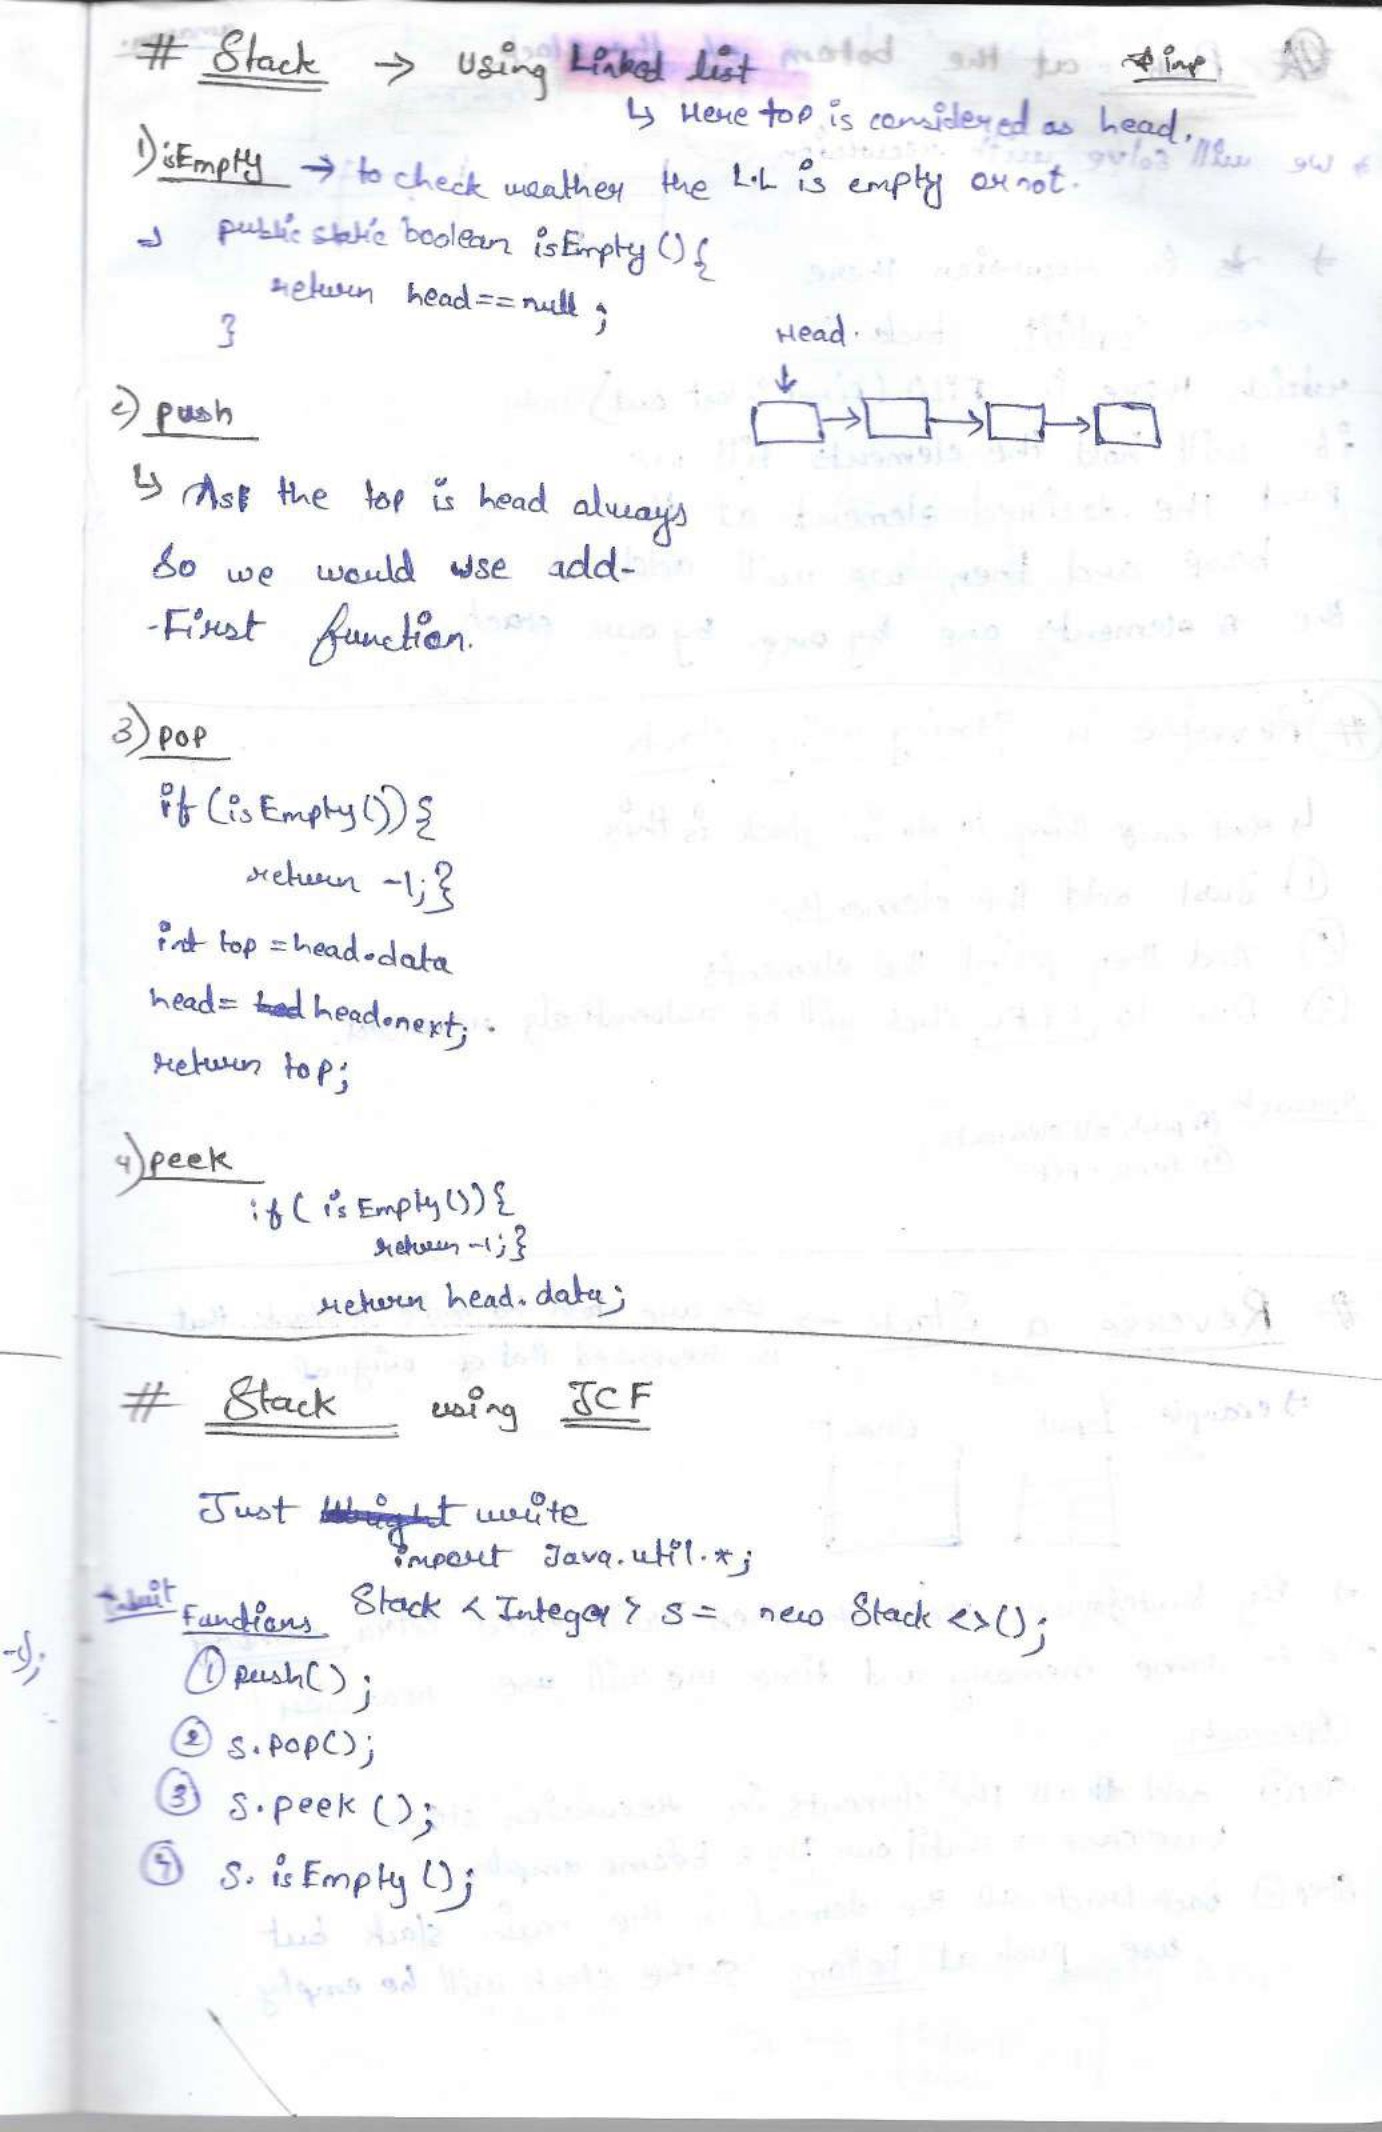 # Stack → using Linked list * imp
↳ Here top is considered as head.
1) isEmpty → to check weather the L.L is empty or not.
→ public static boolean isEmpty () {
return head == null ;
}
Head.
2) push
↳ As the top is head always
So we would use add-
-First function.
3) pop
if (isEmpty()) {
return -1; }
int top = head.data
head = head.next; .
return top;
4) peek
if ( isEmpty()) {
return -1; }
return head. data;
# Stack using JCF
Just write
import Java.util.*;
Functions Stack < Integer > s = new Stack <>();
① push() ;
② s.pop();
③ s.peek ();
④ s. isEmpty ();